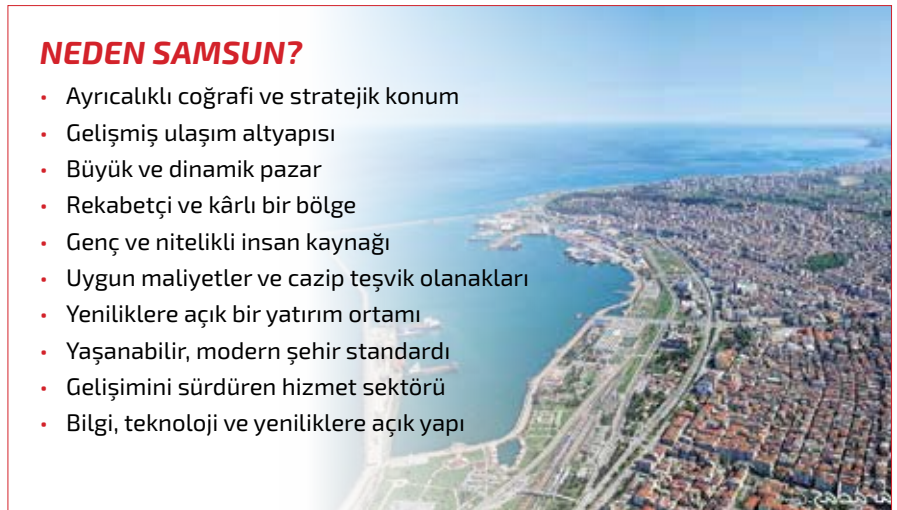 NEDEN SAMSUN?
• Ayrıcalıklı coğrafi ve stratejik konum
• Gelişmiş ulaşım altyapısı
• Büyük ve dinamik pazar
• Rekabetçi ve kârlı bir bölge
• Genç ve nitelikli insan kaynağı
• Uygun maliyetler ve cazip teşvik olanakları
• Yeniliklere açık bir yatırım ortamı
• Yaşanabilir, modern şehir standardı
• Gelişimini sürdüren hizmet sektörü
• Bilgi, teknoloji ve yeniliklere açık yapı